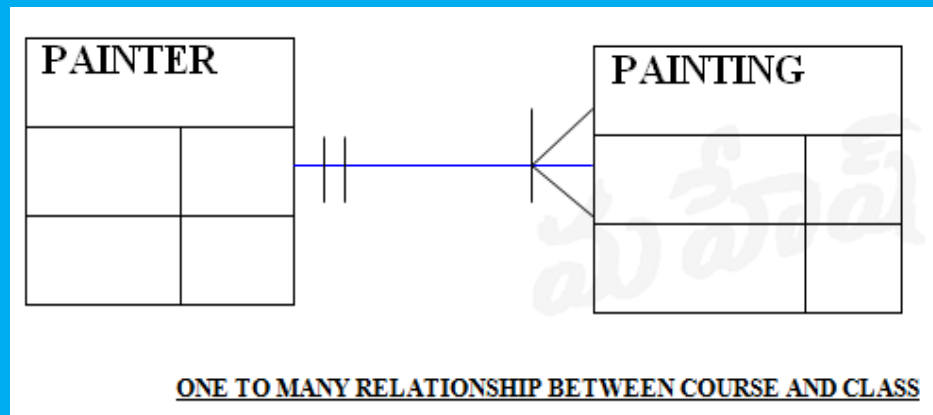 PAINTER
PAINTING
ONE TO MANY RELATIONSHIP BETWEEN COURSE AND CLASS